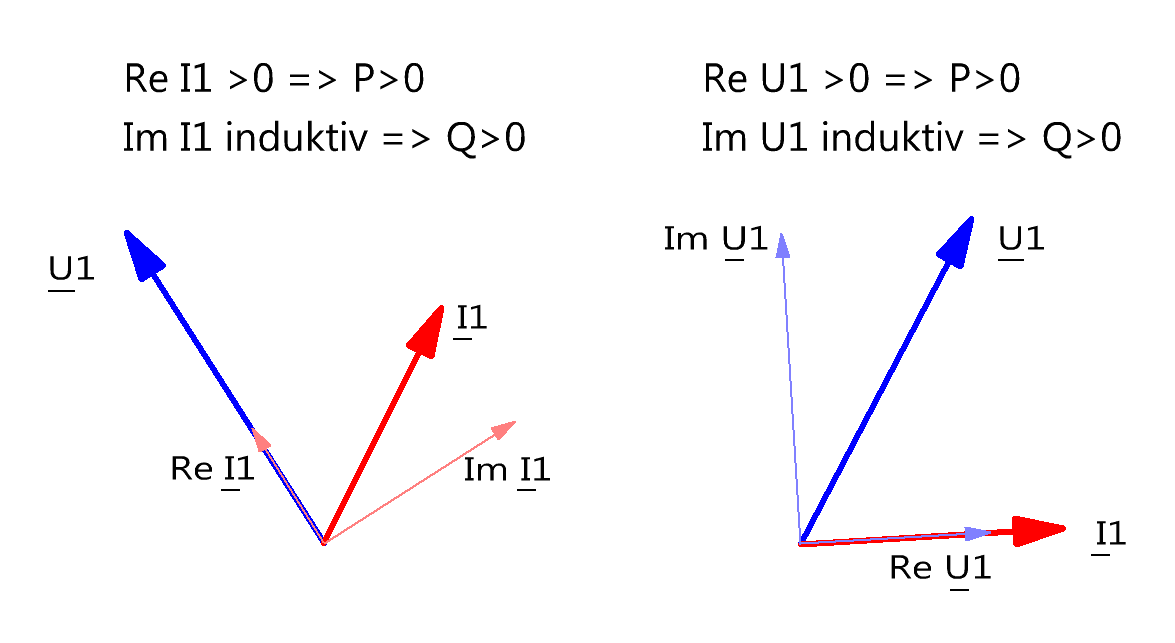 Re I1 >0 => P>0
Im I1 induktiv => Q>0
U1
I1
Re I1
Im I1
Re U1 >0 => P>0
Im U1 induktiv => Q>0
Im U1
U1
I1
Re U1